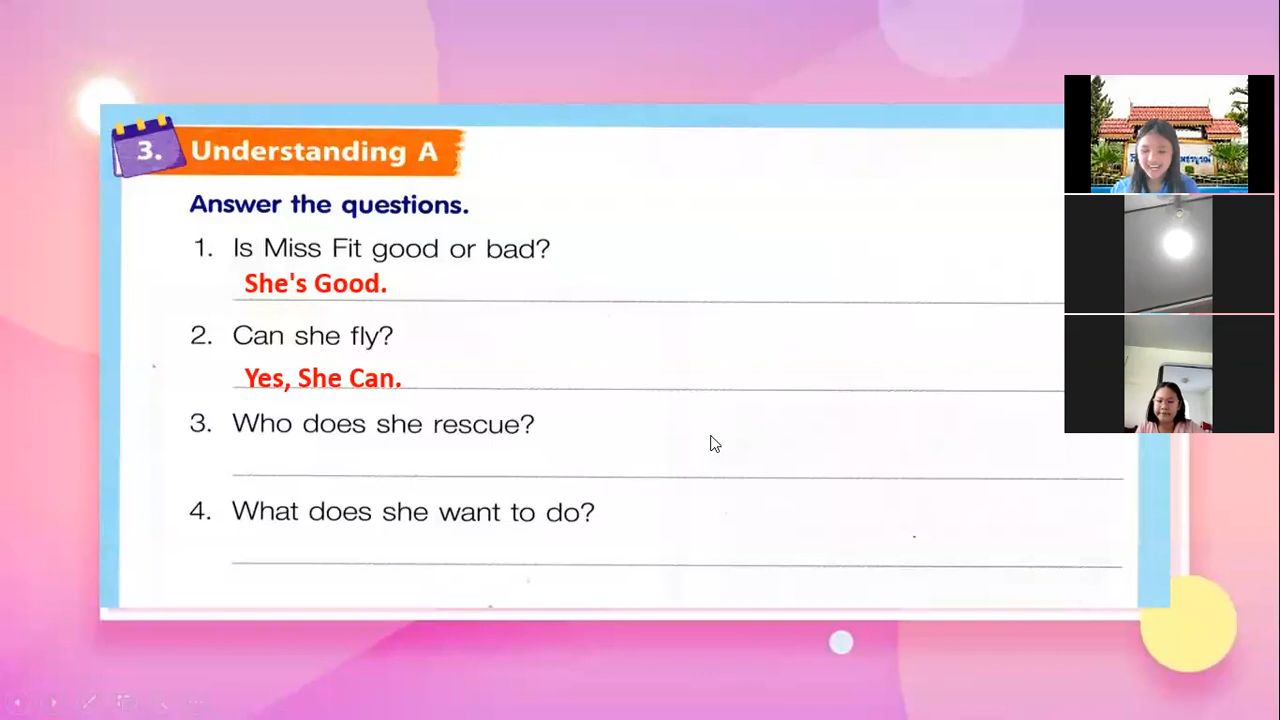 3. Understanding A
Answer the questions.
1. Is Miss Fit good or bad?
She's Good.
2. Can she fly?
Yes, She Can.
3. Who does she rescue?
4. What does she want to do?